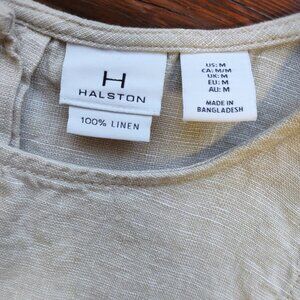 H
HALSTON
100% LINEN
US: M
CA: M/M
UK: M
EU: M
AU: M
MADE IN
BANGLADESH